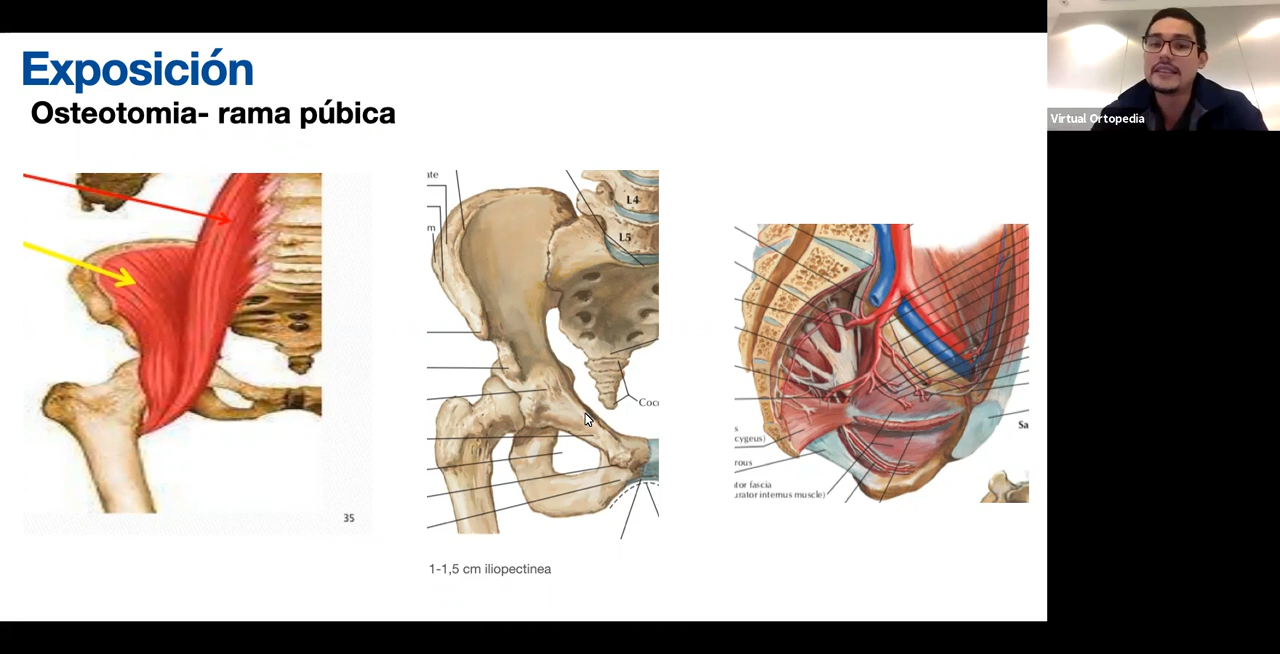 Exposición
Osteotomia- rama púbica
Virtual Ortopedia
35
ate
m
L4
L5
1-1,5 cm iliopectinea
s
cygeus)
rous
tor fascia
urator internus muscle)
Sa